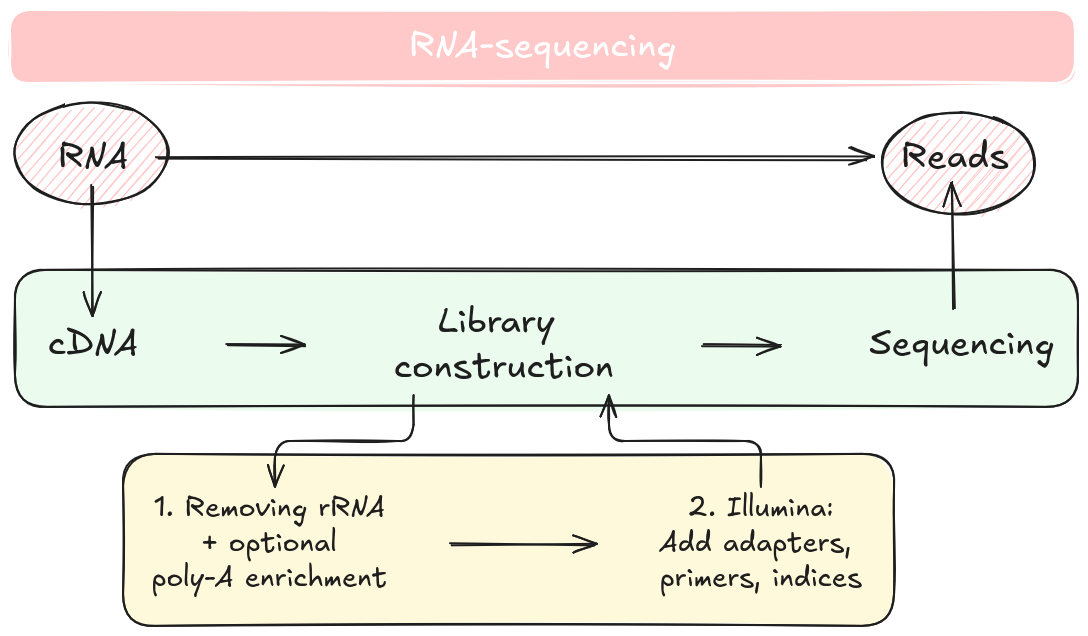 RNA-sequencing
RNA
Reads
cDNA
Library
construction
Sequencing
1. Removing rRNA
+ optional
poly-A enrichment
2. Illumina:
Add adapters,
primers, indices